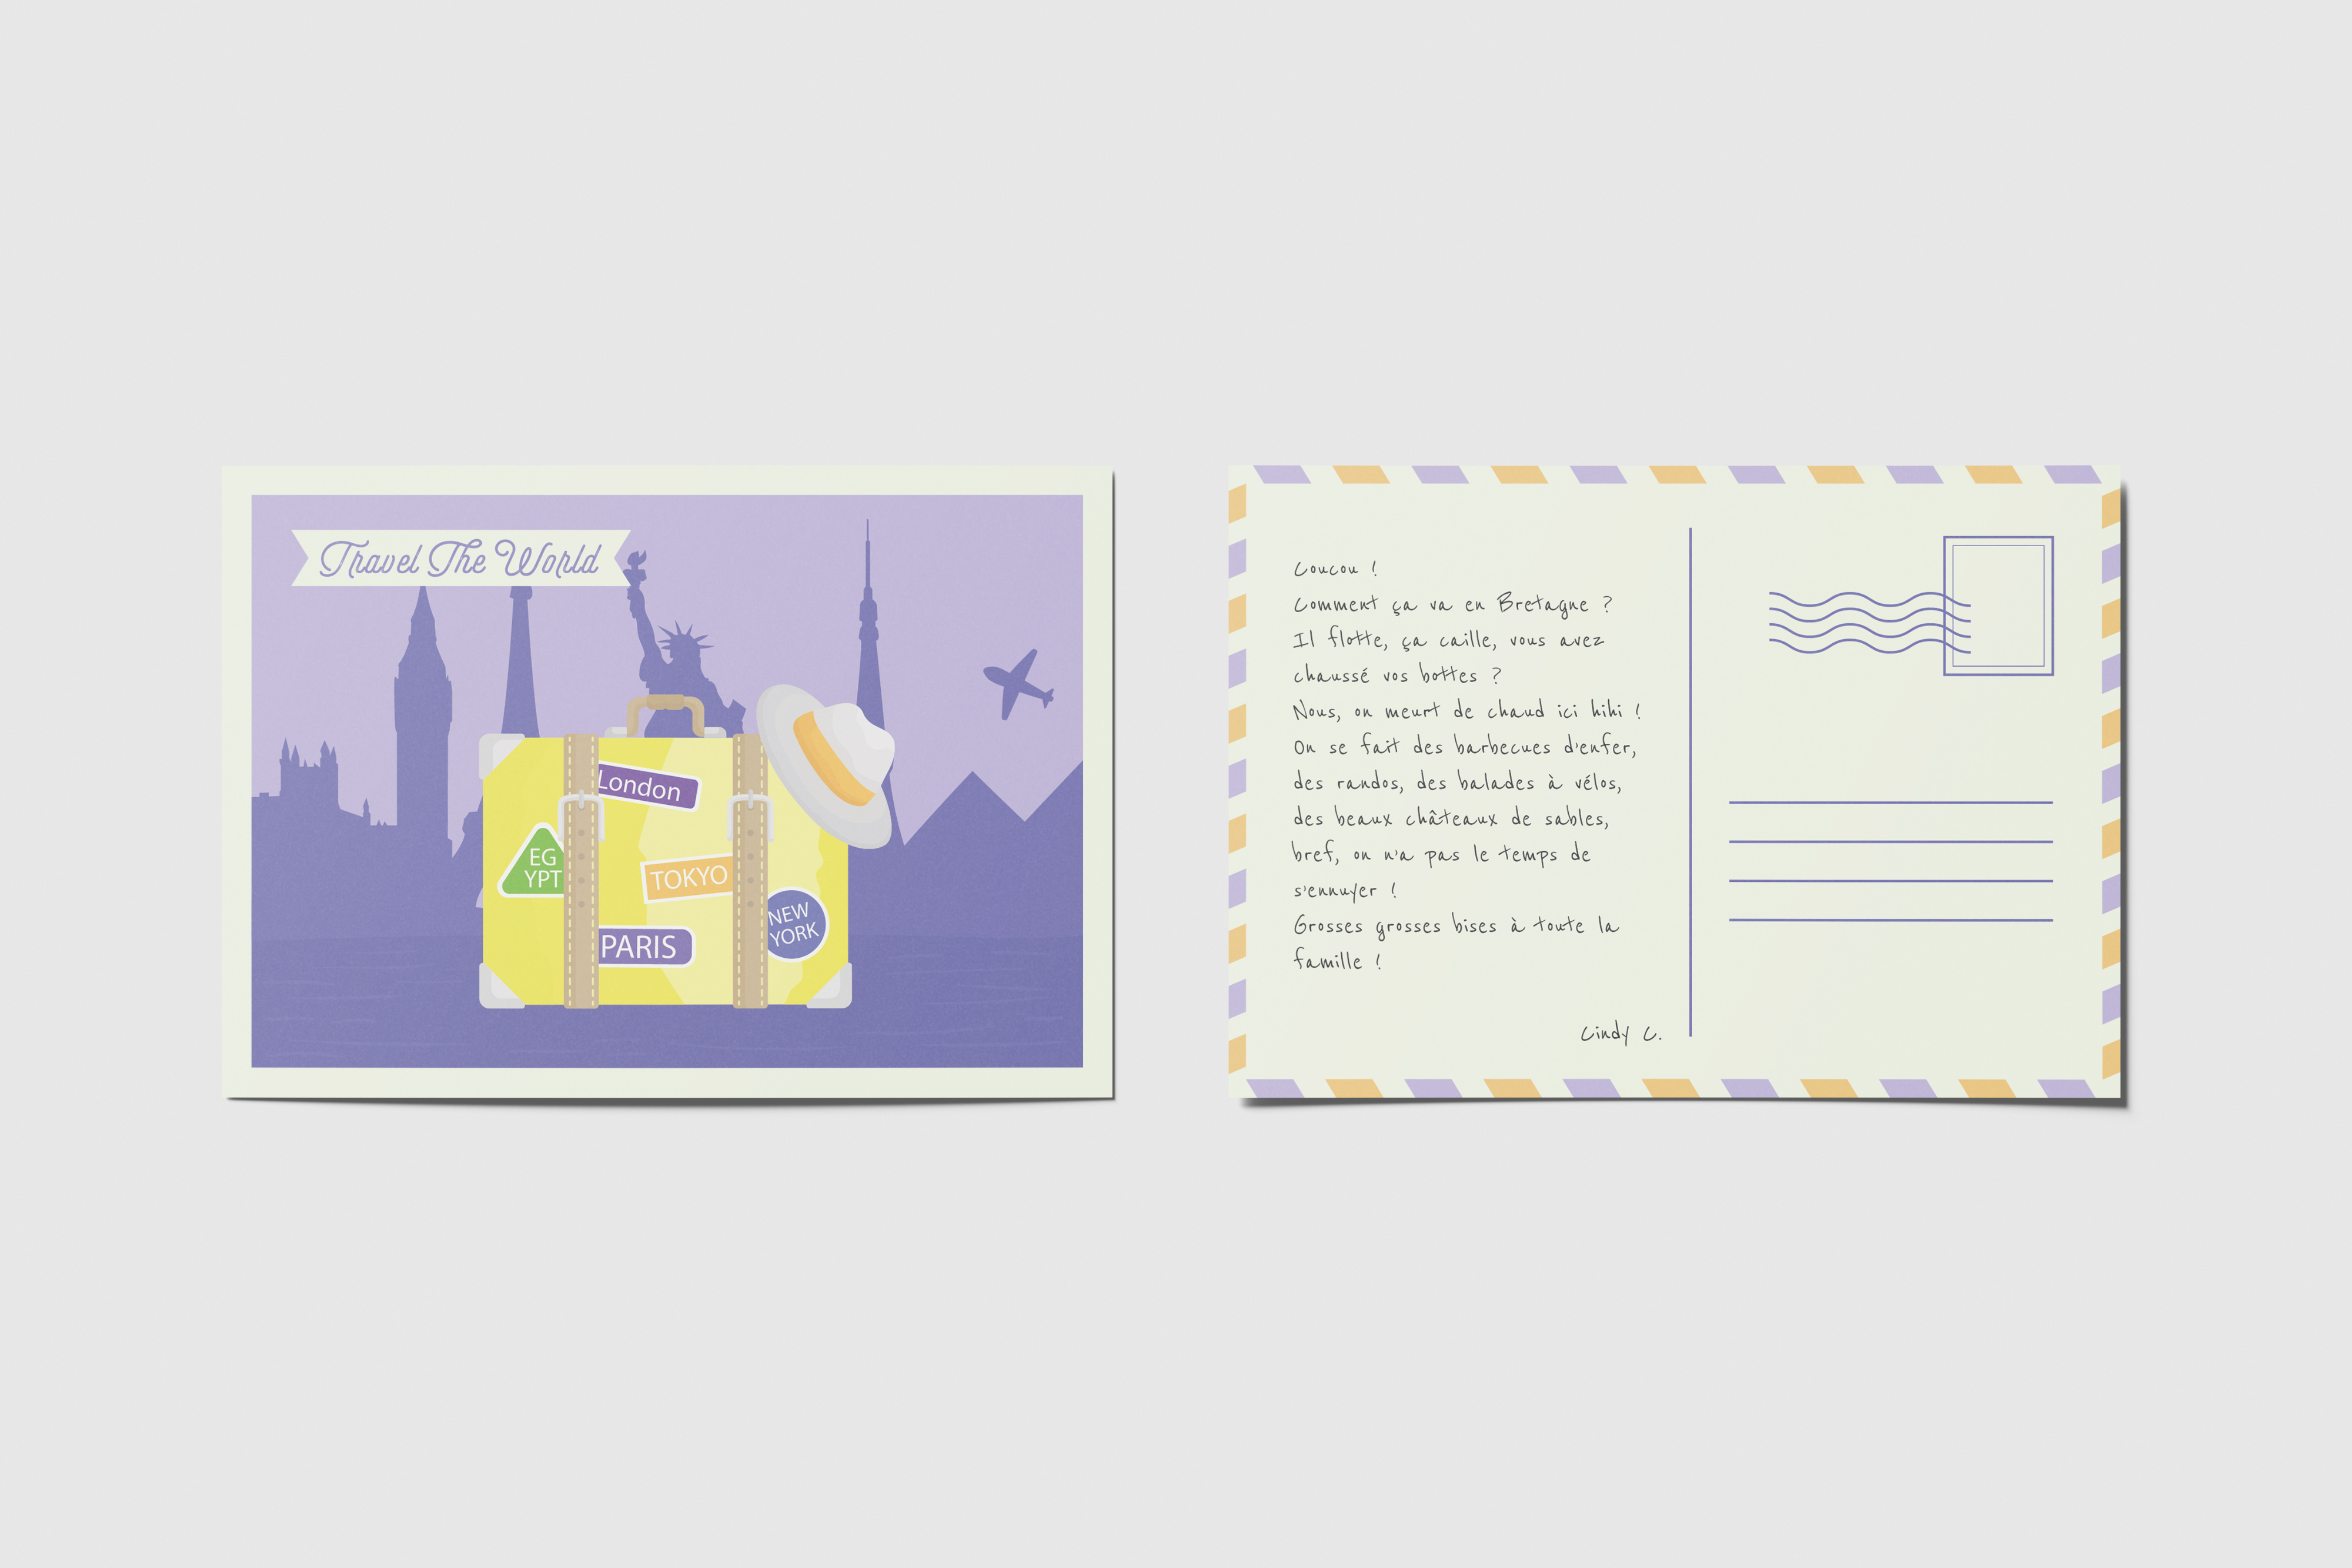 Travel The World
London
EG
YPT
TOKYO
NEW
YORK
PARIS
Coucou !
Comment ça va en Bretagne ?
Il flotte, ça caille, vous avez
chaussé vos bottes ?
Nous, on meurt de chaud ici hihi !
On se fait des barbecues d'enfer,
des randos, des balades à vélos,
des beaux châteaux de sables,
bref, on n'a pas le temps de
s'ennuyer !
Grosses grosses bises à toute la
famille !
Cindy C.